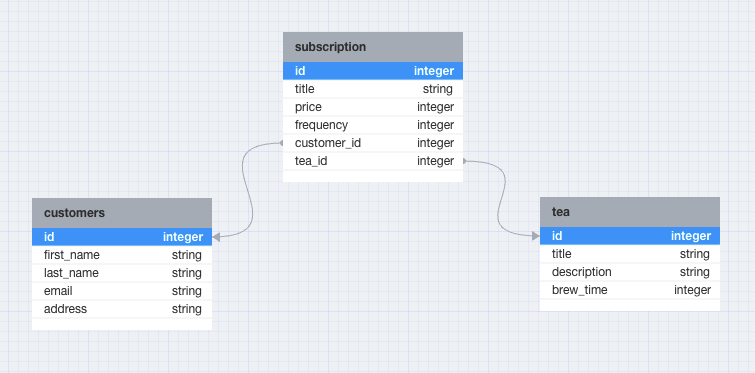 subscription
id integer
title string
price integer
frequency integer
customer_id integer
tea_id integer
customers
id integer
first_name string
last_name string
email string
address string
tea
id integer
title string
description string
brew_time integer